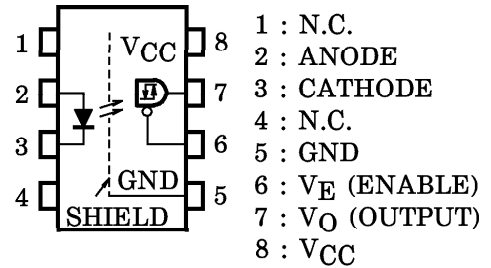 1 VCC 8
2 7
3 6
4 GND 5
SHIELD
1 : N.C.
2 : ANODE
3 : CATHODE
4 : N.C.
5 : GND
6 : VE (ENABLE)
7 : VO (OUTPUT)
8 : VCC